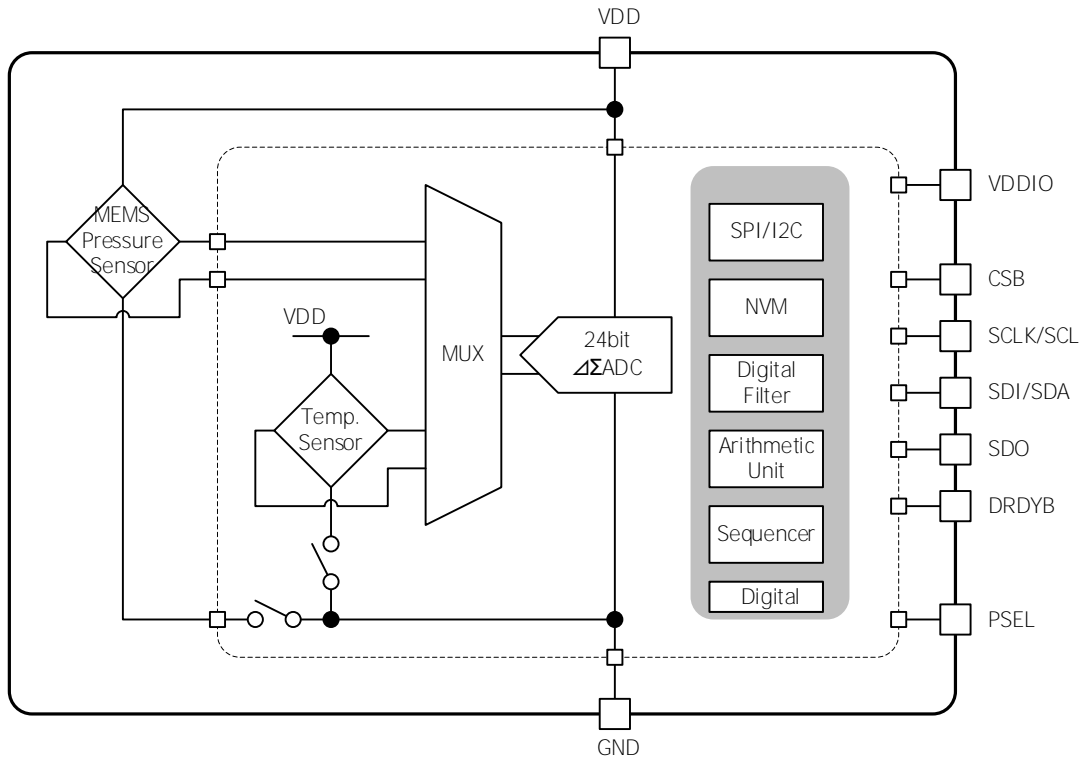 VDD
VDDIO
MEMS
Pressure
Sensor
SPI/I2C
CSB
NVM
VDD
SCLK/SCL
MUX
24bit
ΔΣADC
Digital
Filter
SDI/SDA
Temp.
Sensor
Arithmetic
Unit
SDO
DRDYB
Sequencer
Digital
PSEL
GND